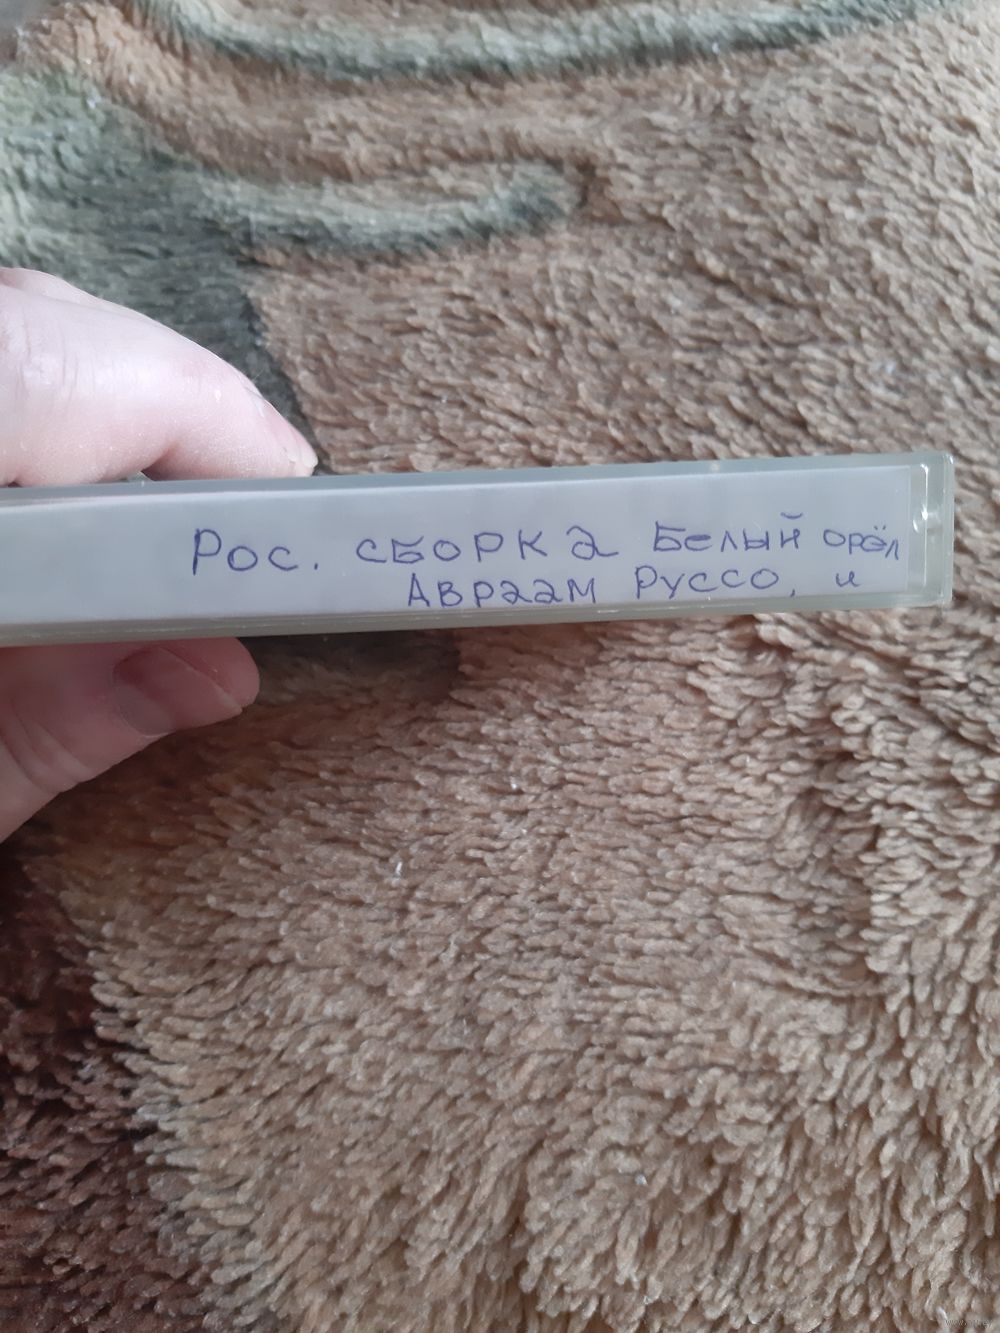 Рос. сборка Белый орёл
Авраам Руссо, и